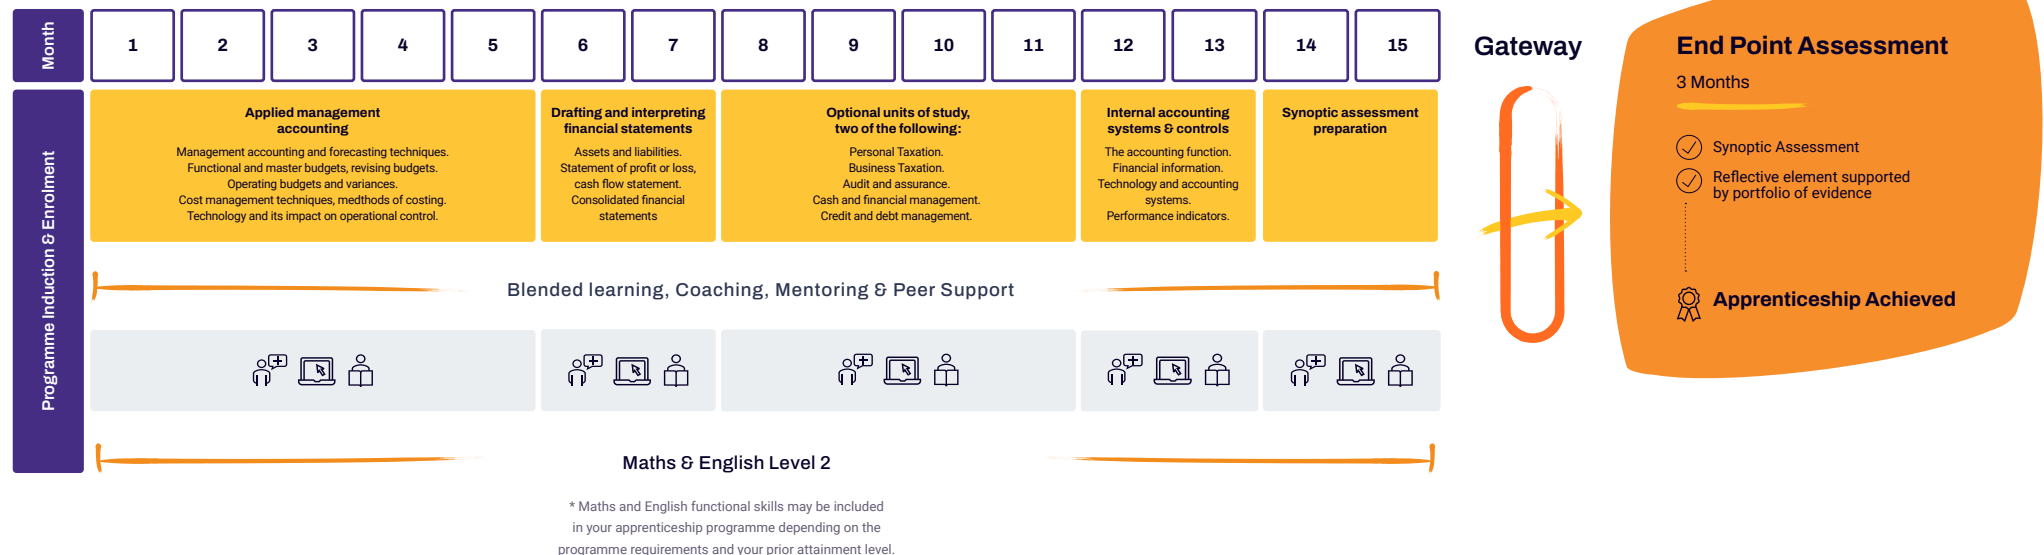 Month
1
2
3
4
5
6
7
8
9
10
11
12
13
14
15
Programme Induction & Enrolment
Applied management
accounting
Management accounting and forecasting techniques.
Functional and master budgets, revising budgets.
Operating budgets and variances.
Cost management techniques, medthods of costing.
Technology and its impact on operational control.
Drafting and interpreting
financial statements
Assets and liabilities.
Statement of profit or loss,
cash flow statement.
Consolidated financial
statements
Optional units of study,
two of the following:
Personal Taxation.
Business Taxation.
Audit and assurance.
Cash and financial management.
Credit and debt management.
Internal accounting
systems & controls
The accounting function.
Financial information.
Technology and accounting
systems.
Performance indicators.
Synoptic assessment
preparation
Blended learning, Coaching, Mentoring & Peer Support
Maths & English Level 2
* Maths and English functional skills may be included
in your apprenticeship programme depending on the
programme requirements and your prior attainment level.
Gateway
End Point Assessment
3 Months
Synoptic Assessment
Reflective element supported
by portfolio of evidence
Apprenticeship Achieved